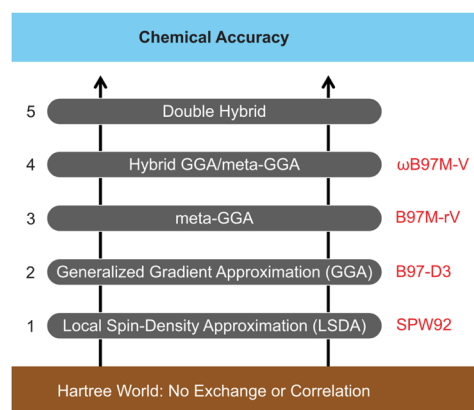 Chemical Accuracy
5 Double Hybrid
4 Hybrid GGA/meta-GGA ωB97M-V
3 meta-GGA B97M-rV
2 Generalized Gradient Approximation (GGA) B97-D3
1 Local Spin-Density Approximation (LSDA) SPW92
Hartree World: No Exchange or Correlation